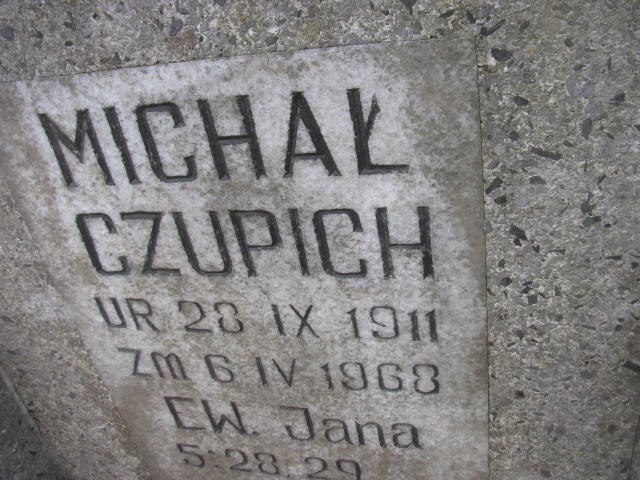 MICHAŁ
CZUPICH
UR 28 IX 1911
Zm 6 IV 1968
EW. Jana
5:28.29